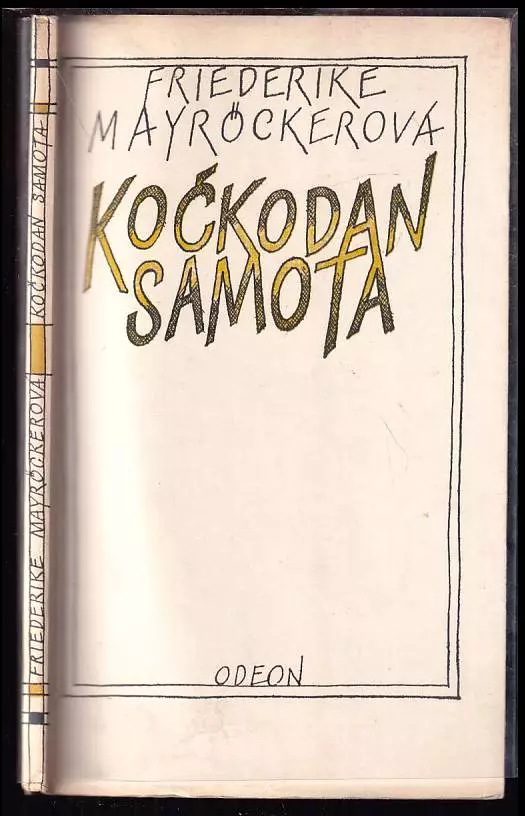 FRIEDERIKE
MAYRÖCKEROVÁ
KOČKODAN
SAMOTA
ODEON
FRIEDERIKE MAYRÖCKEROVÁ KOČKODAN SAMOTA